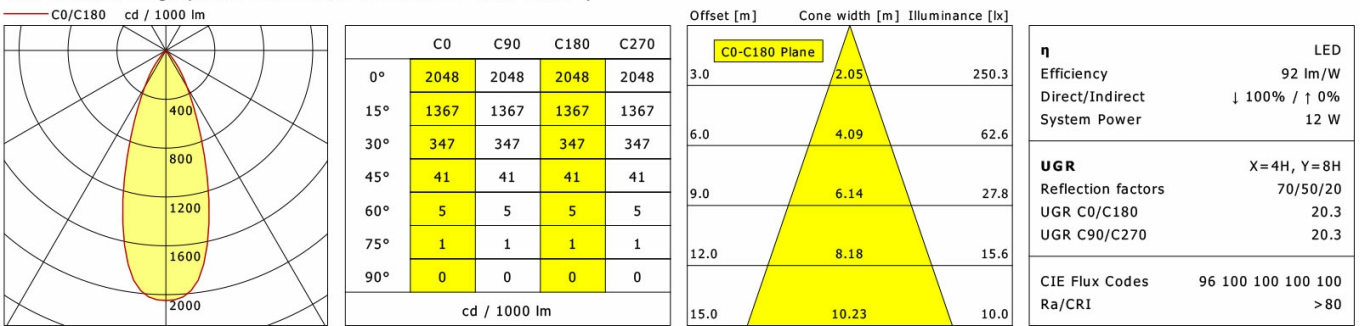 C0/C180 cd / 1000 lm
400
800
1200
1600
2000
C0 C90 C180 C270
0° 2048 2048 2048 2048
15° 1367 1367 1367 1367
30° 347 347 347 347
45° 41 41 41 41
60° 5 5 5 5
75° 1 1 1 1
90° 0 0 0 0
cd / 1000 lm
Offset [m] Cone width [m] Illuminance [lx]
C0-C180 Plane
3.0 2.05 250.3
6.0 4.09 62.6
9.0 6.14 27.8
12.0 8.18 15.6
15.0 10.23 10.0
η LED
Efficiency 92 lm/W
Direct/Indirect ↓ 100% / ↑ 0%
System Power 12 W
UGR X=4H, Y=8H
Reflection factors 70/50/20
UGR C0/C180 20.3
UGR C90/C270 20.3
CIE Flux Codes 96 100 100 100 100
Ra/CRI >80